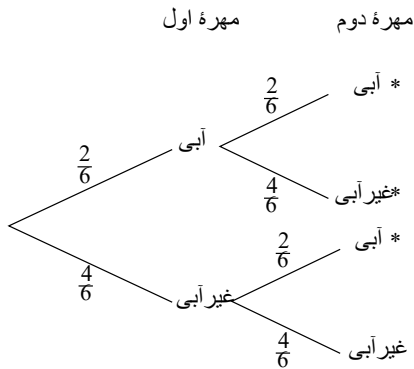 مهرهٔ اول مهرهٔ دوم
2/6 آبی *
2/6 آبی
4/6 غیرآبی*
2/6 آبی *
4/6 غیرآبی
4/6 غیرآبی